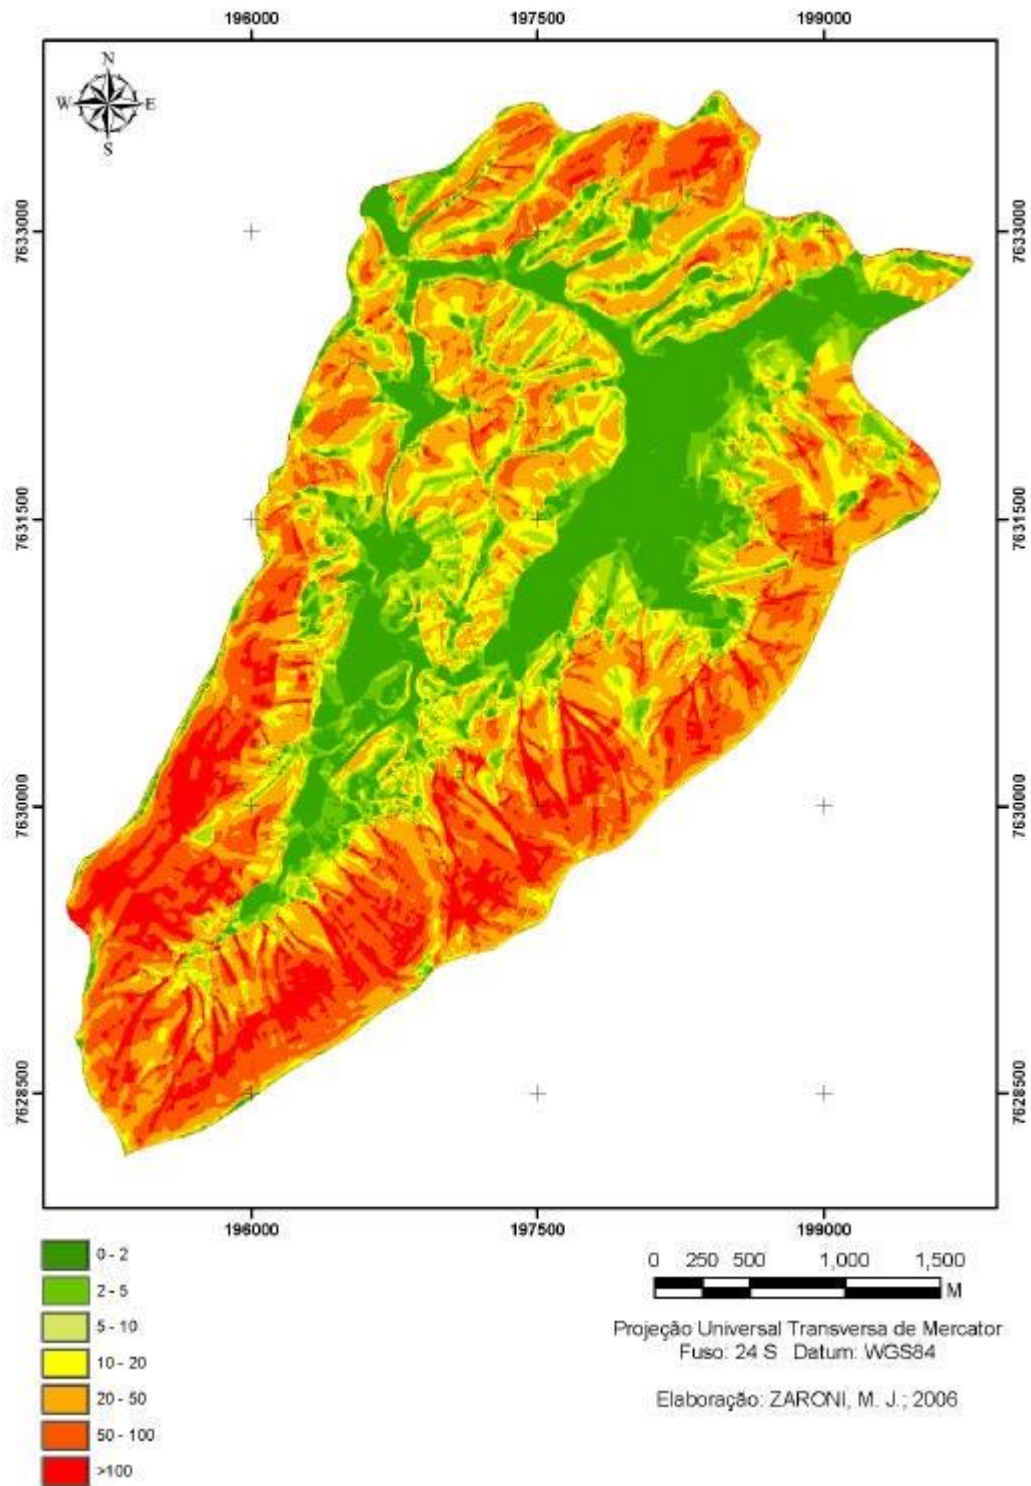 196000 197500 199000
N
W E
S
7633000 7633000
7631500 7631500
7630000 7630000
7628500 7628500
196000 197500 199000
0 - 2
2 - 5
5 - 10
10 - 20
20 - 50
50 - 100
>100
0 250 500 1,000 1,500
M
Projeção Universal Transversa de Mercator
Fuso: 24 S Datum: WGS84
Elaboração: ZARONI, M. J.; 2006